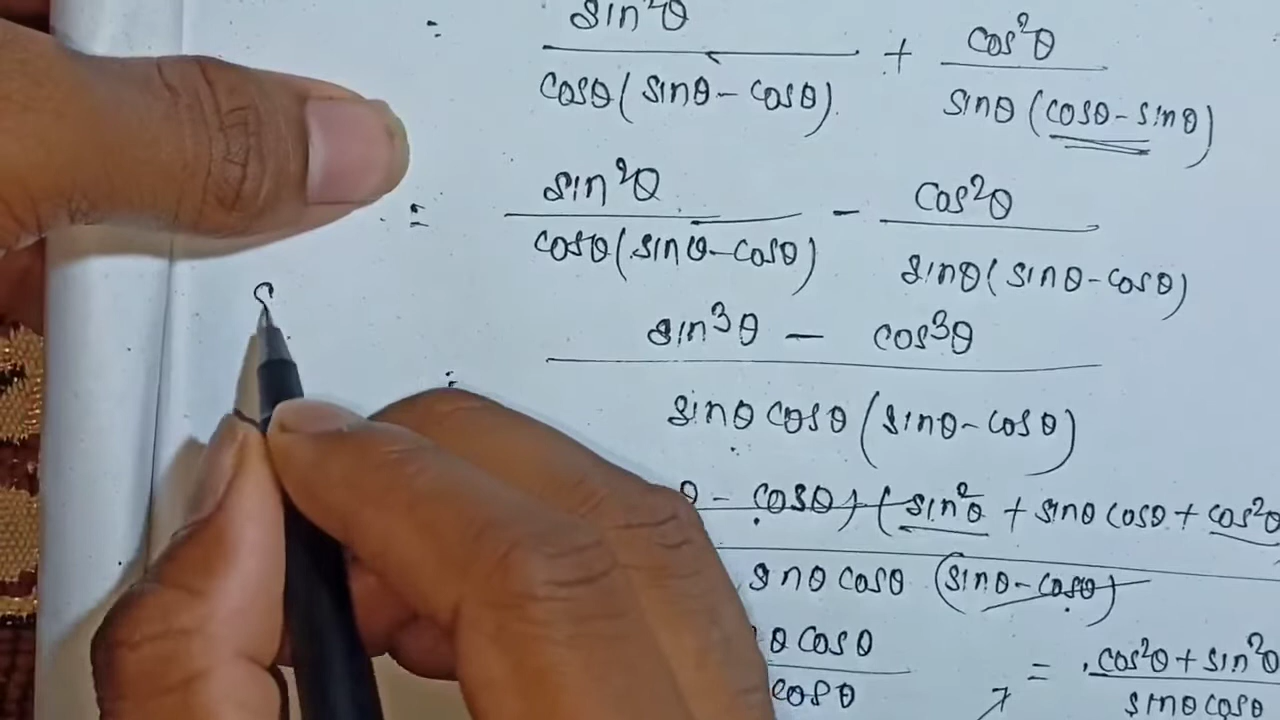 = sin²θ / cosθ(sinθ - cosθ) + cos²θ / sinθ(cosθ - sinθ)
= sin²θ / cosθ(sinθ - cosθ) - cos²θ / sinθ(sinθ - cosθ)
S
= sin³θ - cos³θ / sinθ cosθ (sinθ - cosθ)
θ - cosθ) (sin²θ + sinθ cosθ + cos²θ / sinθ cosθ (sinθ - cosθ)
θ cosθ / cosθ = cos²θ + sin²θ / sinθ cosθ